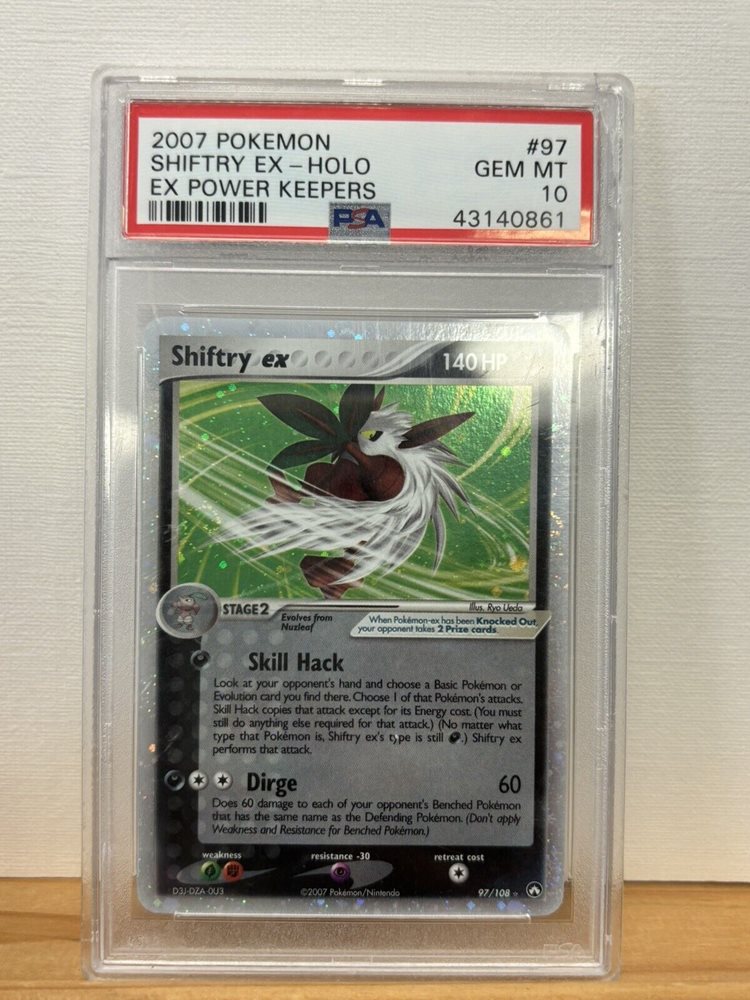 2007 POKEMON #97
SHIFTRY EX – HOLO GEM MT
EX POWER KEEPERS 10
PSA 43140861
Shiftry ex 140 HP
Illus. Ryo Ueda
STAGE 2 Evolves from
Nuzleaf
When Pokémon-ex has been Knocked Out,
your opponent takes 2 Prize cards.
Skill Hack
Look at your opponent's hand and choose a Basic Pokémon or
Evolution card you find there. Choose 1 of that Pokémon's attacks.
Skill Hack copies that attack except for its Energy cost. (You must
still do anything else required for that attack.) (No matter what
type that Pokémon is, Shiftry ex's type is still .) Shiftry ex
performs that attack.
Dirge 60
Does 60 damage to each of your opponent's Benched Pokémon
that has the same name as the Defending Pokémon. (Don't apply
Weakness and Resistance for Benched Pokémon.)
weakness resistance -30 retreat cost
D3J-DZA-0U3 ©2007 Pokémon/Nintendo 97/108
PSA